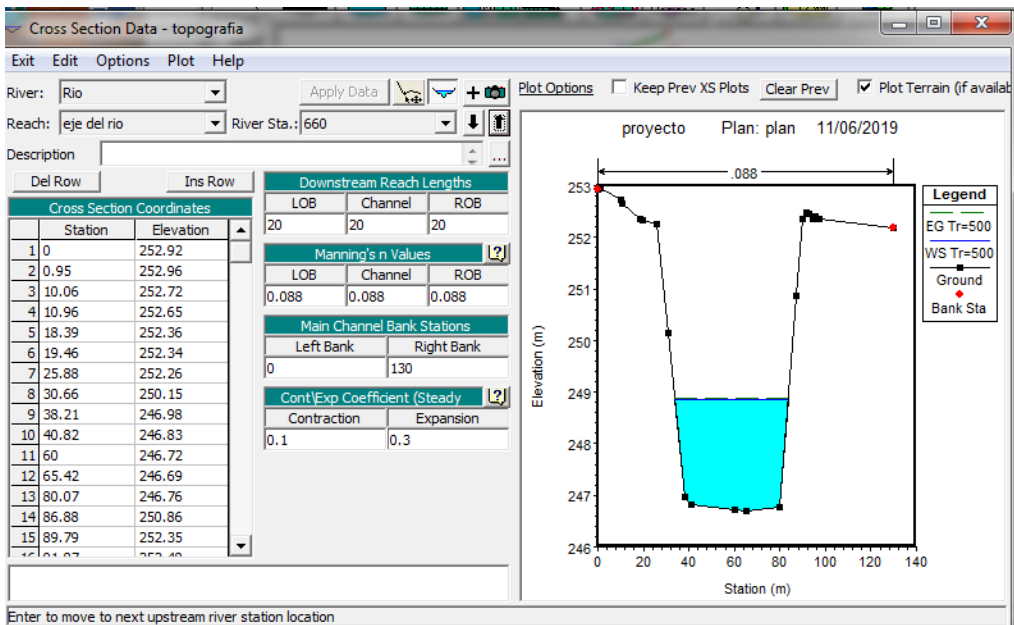 Cross Section Data - topografia
Exit Edit Options Plot Help
River: Rio
Apply Data
Reach: eje del rio River Sta.: 660
Description ...
Del Row Ins Row
Cross Section Coordinates
Station Elevation
1 0 252.92
2 0.95 252.96
3 10.06 252.72
4 10.96 252.65
5 18.39 252.36
6 19.46 252.34
7 25.88 252.26
8 30.66 250.15
9 38.21 246.98
10 40.82 246.83
11 60 246.72
12 65.42 246.69
13 80.07 246.76
14 86.88 250.86
15 89.79 252.35
Downstream Reach Lengths
LOB Channel ROB
20 20 20
Manning's n Values
LOB Channel ROB
0.088 0.088 0.088
Main Channel Bank Stations
Left Bank Right Bank
0 130
Cont\Exp Coefficient (Steady
Contraction Expansion
0.1 0.3
Plot Options Keep Prev XS Plots Clear Prev Plot Terrain (if availab
proyecto Plan: plan 11/06/2019
.088
253
252
251
250
249
248
247
246
Elevation (m)
0 20 40 60 80 100 120 140
Station (m)
Legend
EG Tr=500
WS Tr=500
Ground
Bank Sta
Enter to move to next upstream river station location